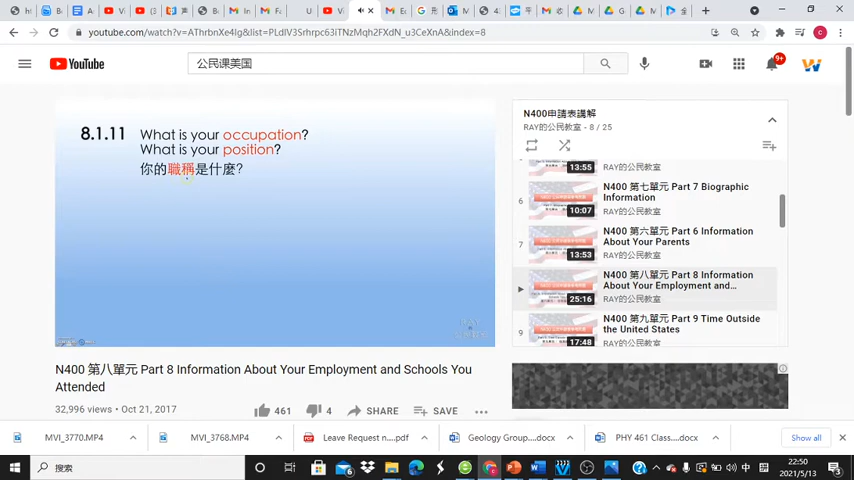 youtube.com/watch?v=AThrbnXe4Ig&list=PLdIV3Srhrpc63iTNzMqh2FXdN_u3CeXnA&index=8
YouTube
公民课美国
9+
8.1.11
What is your occupation?
What is your position?
你的職稱是什麼?
N400 第八單元 Part 8 Information About Your Employment and Schools You
Attended
32,996 views • Oct 21, 2017
461
4
SHARE
SAVE
N400申請表講解
RAY的公民教室 - 8 / 25
13:55
RAY的公民教室
6
N400 第七單元 Part 7 Biographic
Information
10:07
RAY的公民教室
7
N400 第六單元 Part 6 Information
About Your Parents
13:53
RAY的公民教室
N400 第八單元 Part 8 Information
About Your Employment and…
25:16
RAY的公民教室
9
N400 第九單元 Part 9 Time Outside
the United States
17:48
RAY的公民教室
MVI_3770.MP4
MVI_3768.MP4
Leave Request n....pdf
Geology Group....docx
PHY 461 Class....docx
Show all
搜索
22:50
2021/5/13